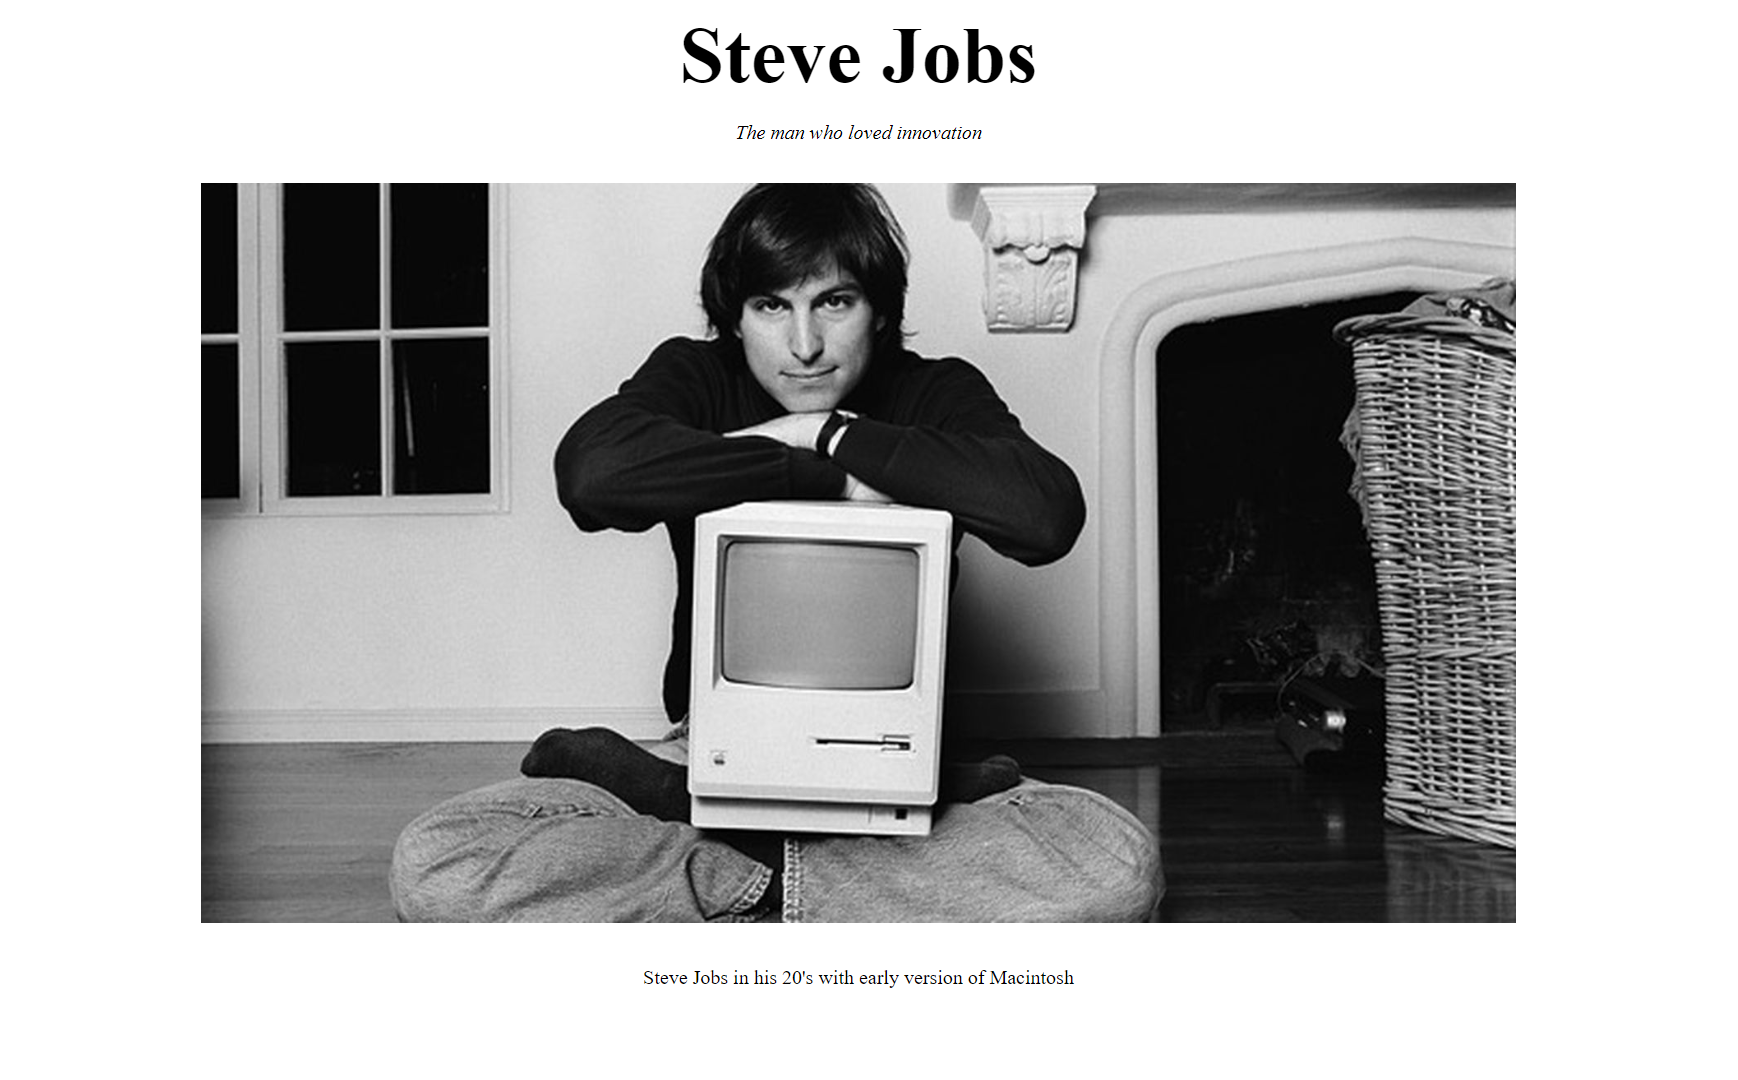 Steve Jobs
The man who loved innovation
Steve Jobs in his 20's with early version of Macintosh